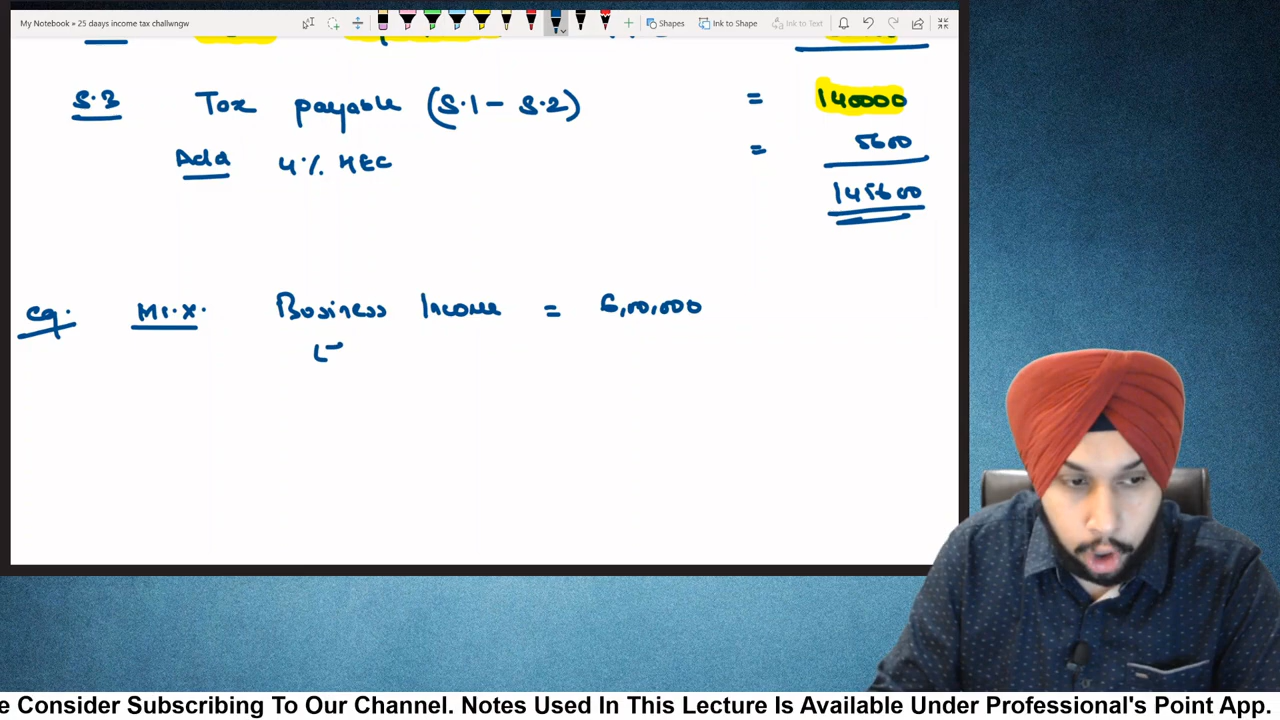 My Notebook » 25 daays income tax challwngw
Shapes
Ink to Shape
Ink to Text
S.3 Tax payable (S.1 - S.2) = 140000
Add 4% HEC = 5600
145600
eg. Mr.X. Business Income = 6,00,000
e Consider Subscribing To Our Channel. Notes Used In This Lecture Is Available Under Professional's Point App.